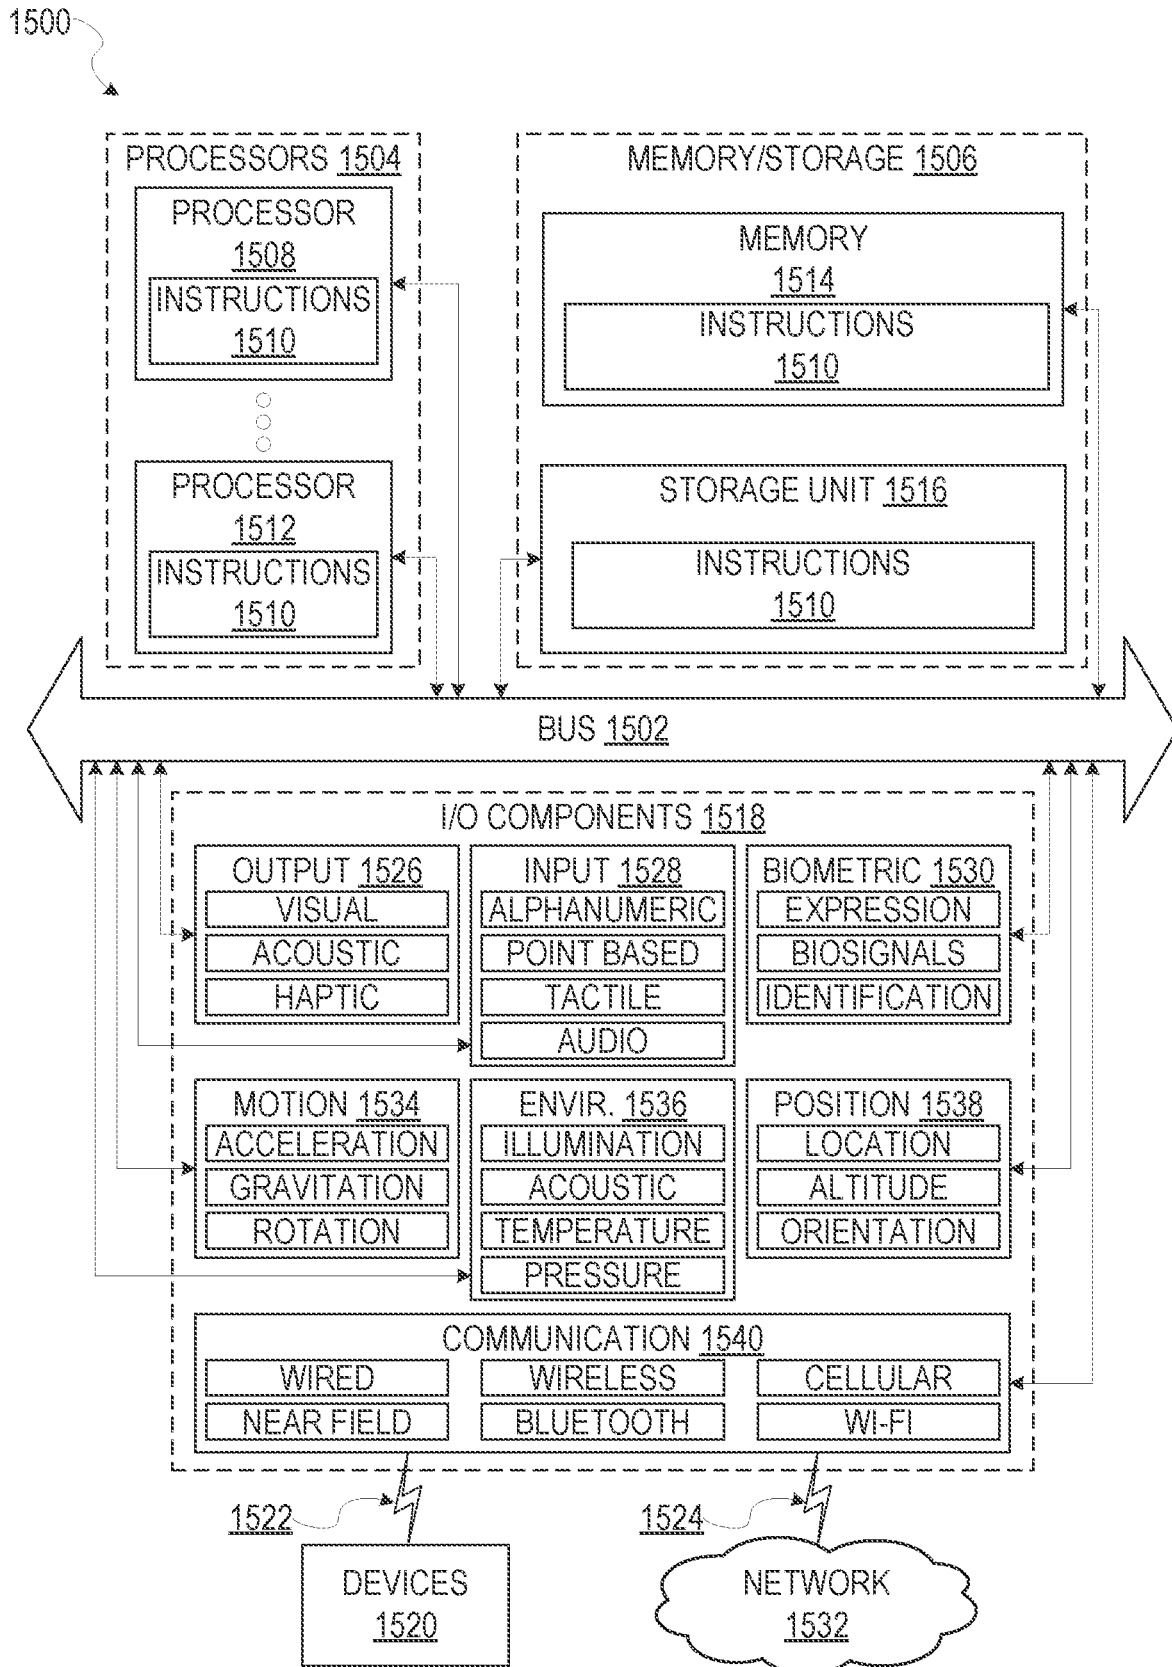 1500
PROCESSORS 1504
PROCESSOR
1508
INSTRUCTIONS
1510
PROCESSOR
1512
INSTRUCTIONS
1510
MEMORY/STORAGE 1506
MEMORY
1514
INSTRUCTIONS
1510
STORAGE UNIT 1516
INSTRUCTIONS
1510
BUS 1502
I/O COMPONENTS 1518
OUTPUT 1526
VISUAL
ACOUSTIC
HAPTIC
INPUT 1528
ALPHANUMERIC
POINT BASED
TACTILE
AUDIO
BIOMETRIC 1530
EXPRESSION
BIOSIGNALS
IDENTIFICATION
MOTION 1534
ACCELERATION
GRAVITATION
ROTATION
ENVIR. 1536
ILLUMINATION
ACOUSTIC
TEMPERATURE
PRESSURE
POSITION 1538
LOCATION
ALTITUDE
ORIENTATION
COMMUNICATION 1540
WIRED
WIRELESS
CELLULAR
NEAR FIELD
BLUETOOTH
WI-FI
1522
1524
DEVICES
1520
NETWORK
1532